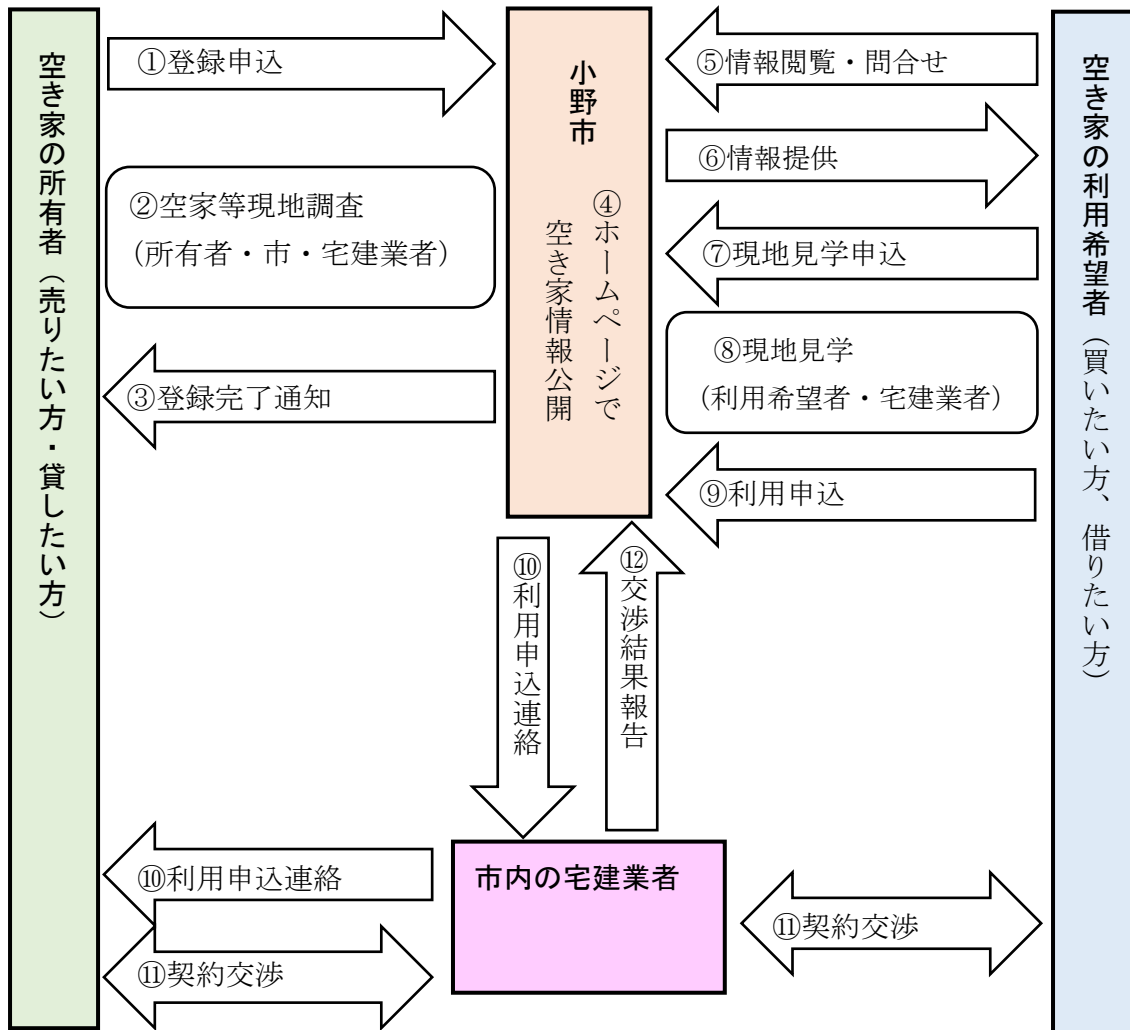 空き家の所有者（売りたい方・貸したい方）
①登録申込
②空家等現地調査
(所有者・市・宅建業者)
③登録完了通知
小野市
④ホームページで
空き家情報公開
⑤情報閲覧・問合せ
⑥情報提供
⑦現地見学申込
⑧現地見学
(利用希望者・宅建業者)
⑨利用申込
空き家の利用希望者（買いたい方、借りたい方）
⑩利用申込連絡
⑫交渉結果報告
⑩利用申込連絡
市内の宅建業者
⑪契約交渉
⑪契約交渉